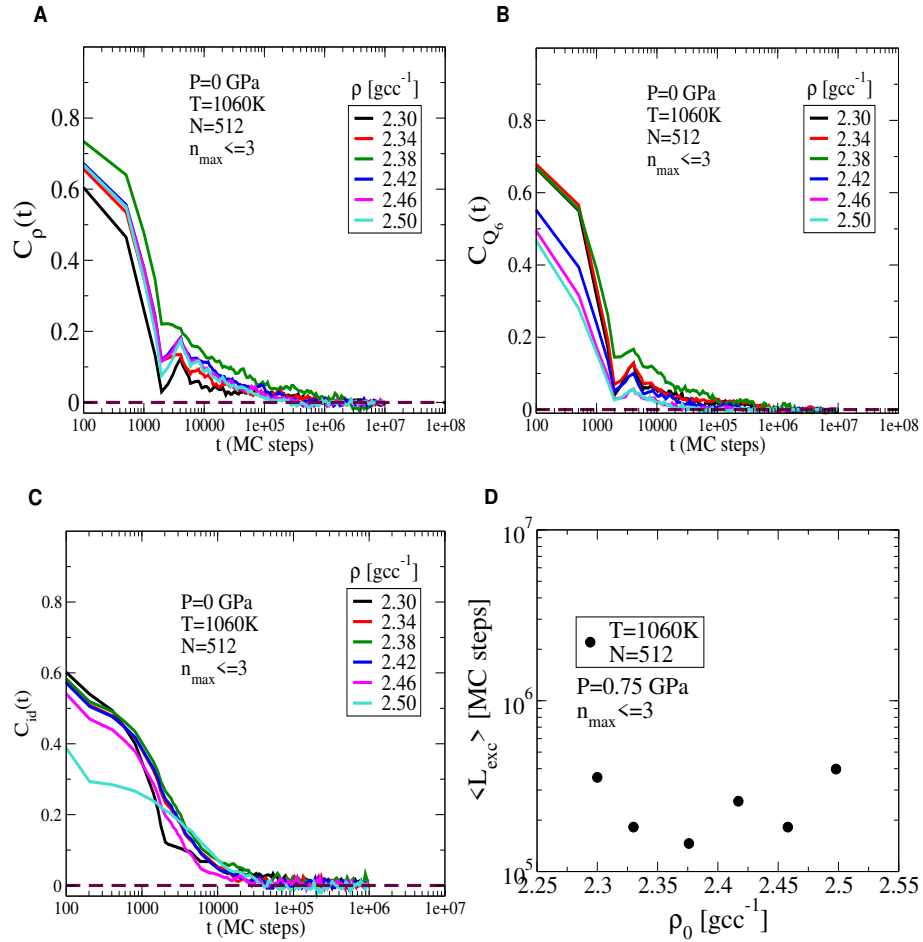 A
C_ρ(t)
0
0.2
0.4
0.6
0.8
P=0 GPa
T=1060K
N=512
n_max<=3
ρ [gcc^-1]
2.30
2.34
2.38
2.42
2.46
2.50
100 1000 10000 1e+05 1e+06 1e+07 1e+08
t (MC steps)
B
C_Q_6(t)
0
0.2
0.4
0.6
0.8
P=0 GPa
T=1060K
N=512
n_max<=3
ρ [gcc^-1]
2.30
2.34
2.38
2.42
2.46
2.50
100 1000 10000 1e+05 1e+06 1e+07 1e+08
t (MC steps)
C
C_id(t)
0
0.2
0.4
0.6
0.8
P=0 GPa
T=1060K
N=512
n_max<=3
ρ [gcc^-1]
2.30
2.34
2.38
2.42
2.46
2.50
100 1000 10000 1e+05 1e+06 1e+07
t (MC steps)
D
<L_exc> [MC steps]
10^7
10^6
10^5
T=1060K
N=512
P=0.75 GPa
n_max<=3
2.25 2.3 2.35 2.4 2.45 2.5 2.55
ρ_0 [gcc^-1]